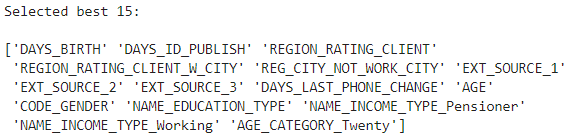 Selected best 15:
['DAYS_BIRTH' 'DAYS_ID_PUBLISH' 'REGION_RATING_CLIENT'
'REGION_RATING_CLIENT_W_CITY' 'REG_CITY_NOT_WORK_CITY' 'EXT_SOURCE_1'
'EXT_SOURCE_2' 'EXT_SOURCE_3' 'DAYS_LAST_PHONE_CHANGE' 'AGE'
'CODE_GENDER' 'NAME_EDUCATION_TYPE' 'NAME_INCOME_TYPE_Pensioner'
'NAME_INCOME_TYPE_Working' 'AGE_CATEGORY_Twenty']